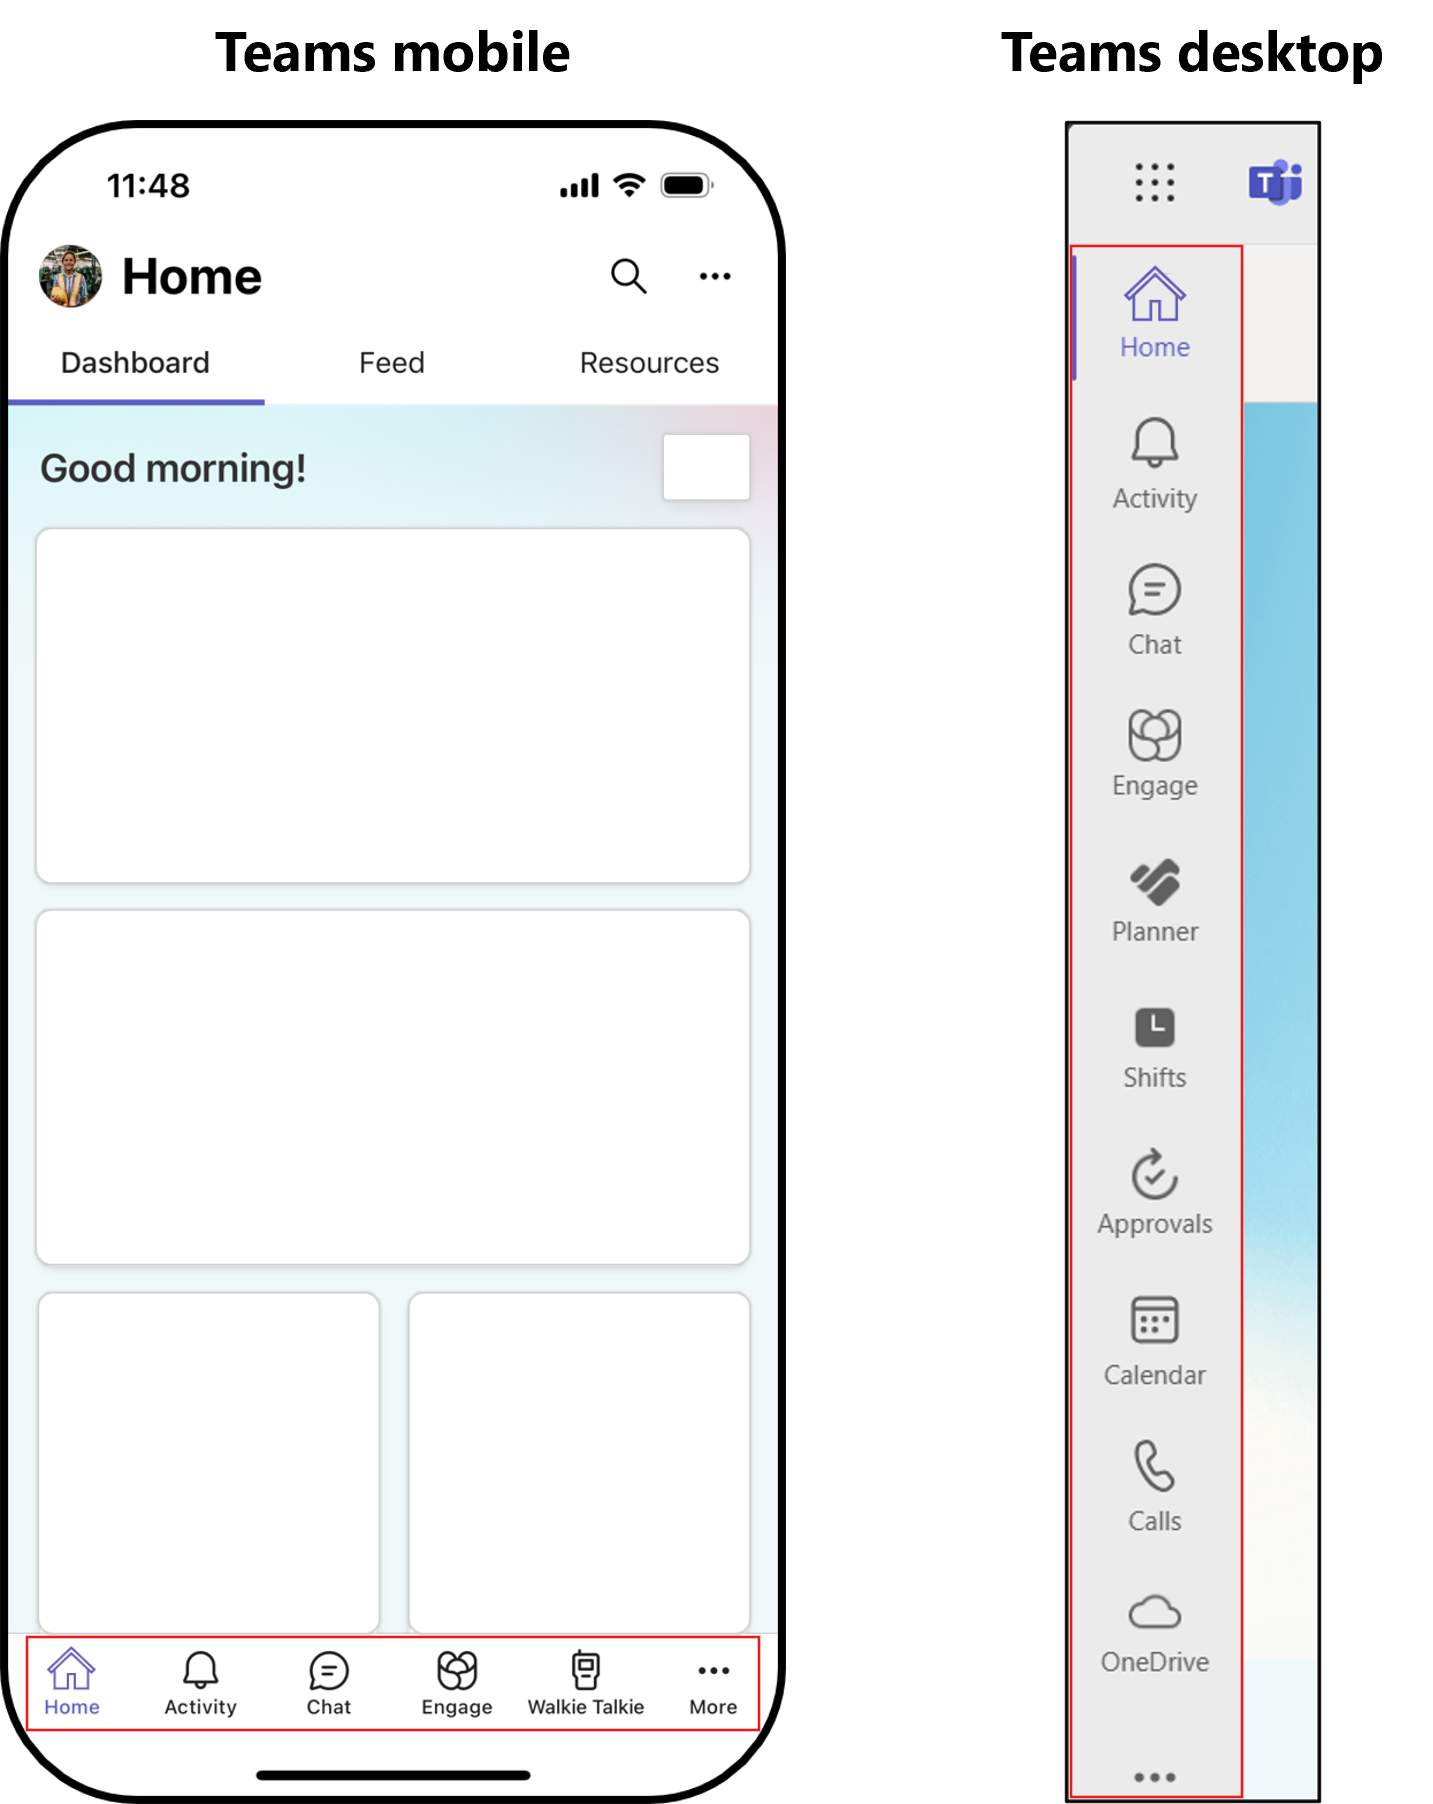 Teams mobile
Teams desktop
11:48
Home
Dashboard Feed Resources
Good morning!
Home Activity Chat Engage Walkie Talkie More
T
Home
Activity
Chat
Engage
Planner
Shifts
Approvals
Calendar
Calls
OneDrive